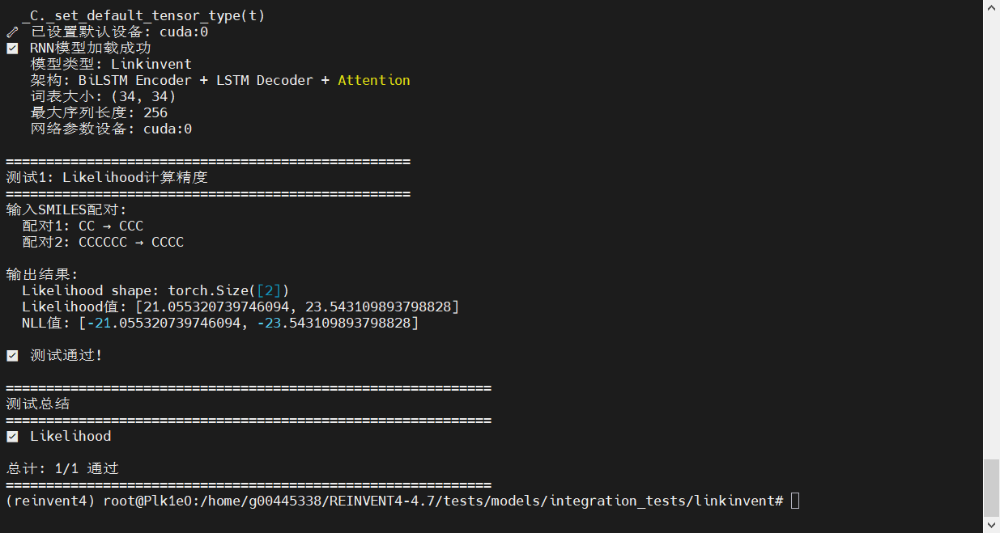 _C._set_default_tensor_type(t)
已设置默认设备: cuda:0
RNN模型加载成功
模型类型: Linkinvent
架构: BiLSTM Encoder + LSTM Decoder + Attention
词表大小: (34, 34)
最大序列长度: 256
网络参数设备: cuda:0
==================================================
测试1: Likelihood计算精度
==================================================
输入SMILES配对:
配对1: CC → CCC
配对2: CCCCCC → CCCC
输出结果:
Likelihood shape: torch.Size([2])
Likelihood值: [21.055320739746094, 23.543109893798828]
NLL值: [-21.055320739746094, -23.543109893798828]
测试通过!
============================================================
测试总结
============================================================
Likelihood
总计: 1/1 通过
============================================================
(reinvent4) root@Plk1e0:/home/g00445338/REINVENT4-4.7/tests/models/integration_tests/linkinvent#